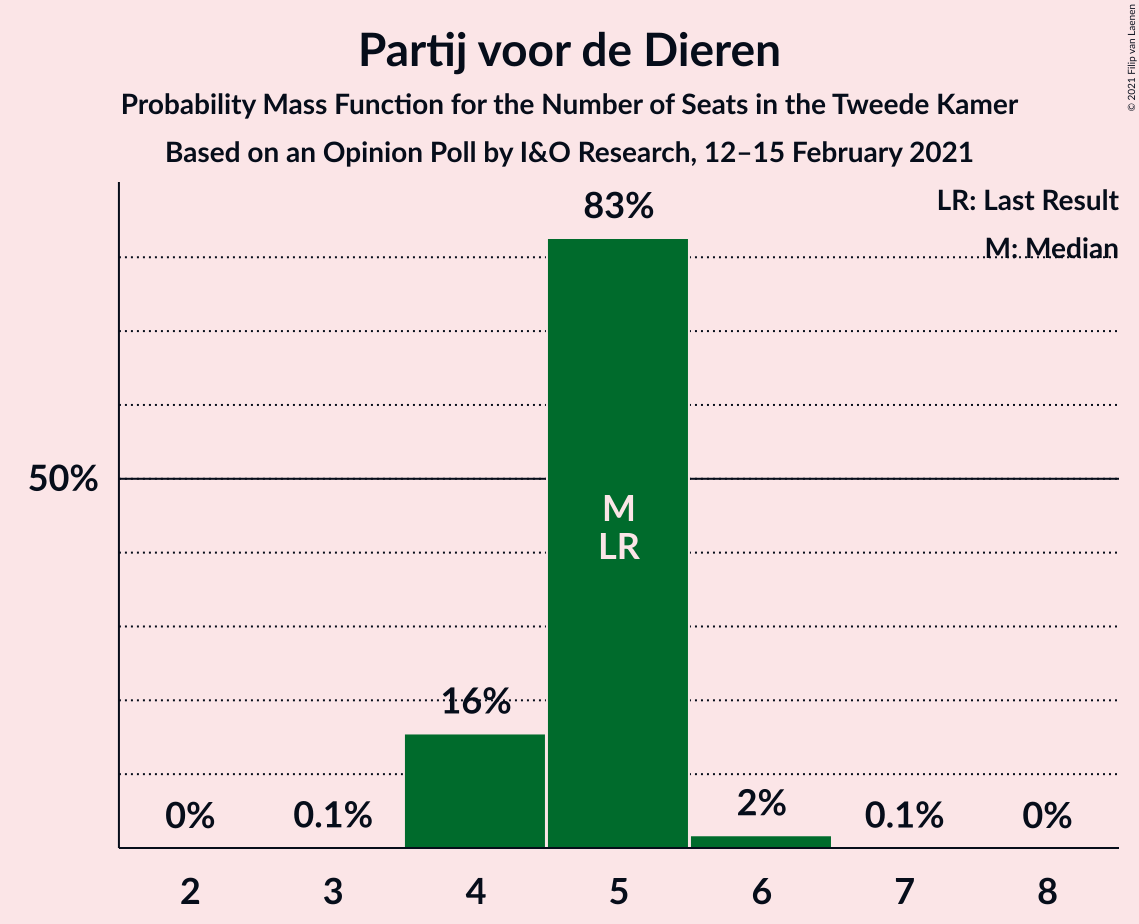 Partij voor de Dieren
Probability Mass Function for the Number of Seats in the Tweede Kamer
Based on an Opinion Poll by I&O Research, 12–15 February 2021
© 2021 Filip van Laenen
LR: Last Result
M: Median
83%
50%
M
LR
16%
0%
0.1%
2%
0.1%
0%
2
3
4
5
6
7
8